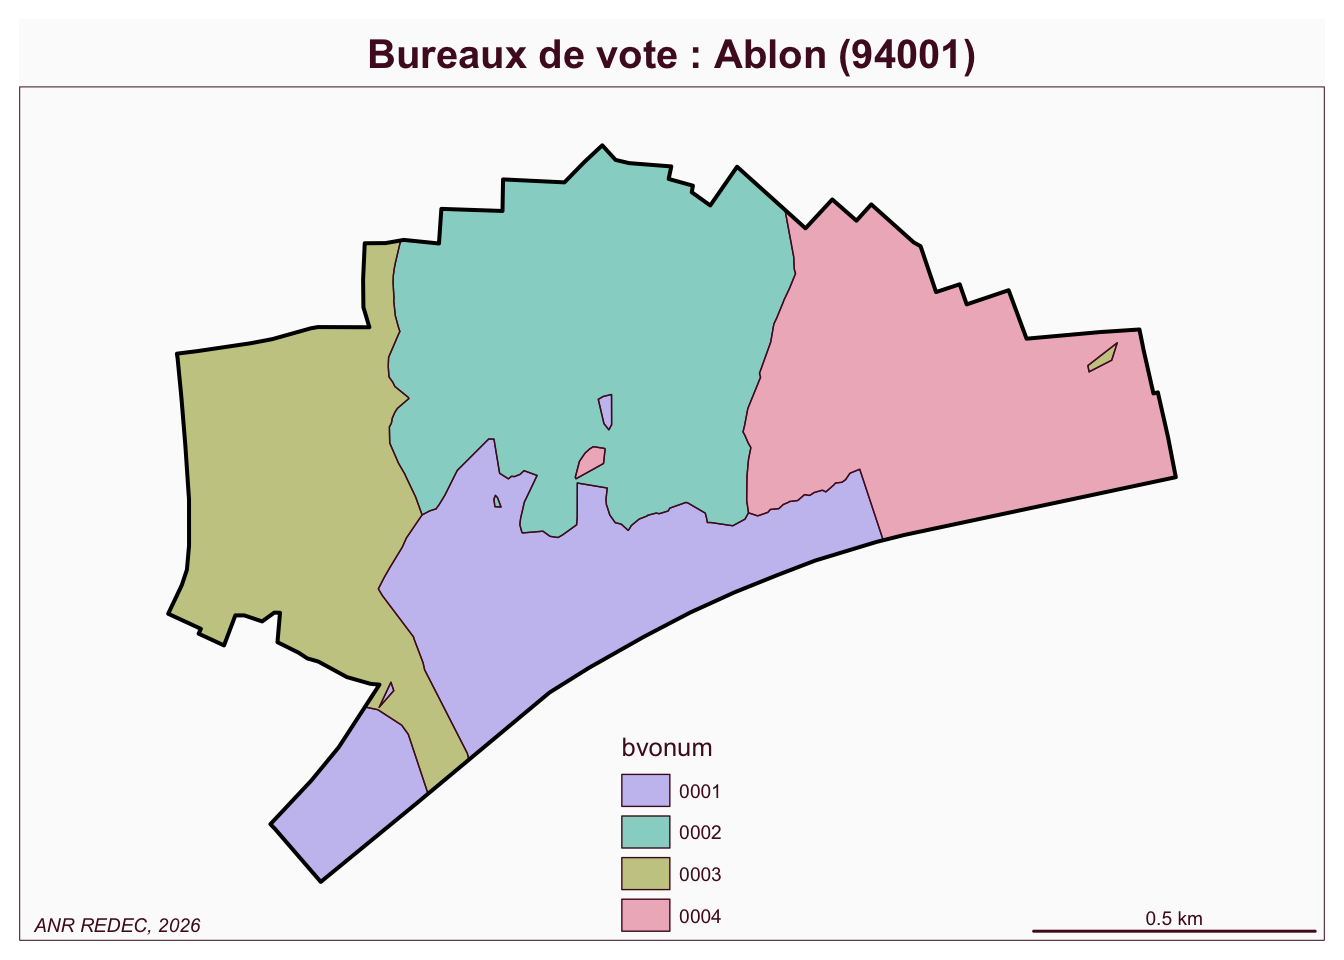 Bureaux de vote : Ablon (94001)
bvonum
0001
0002
0003
0004
ANR REDEC, 2026
0.5 km